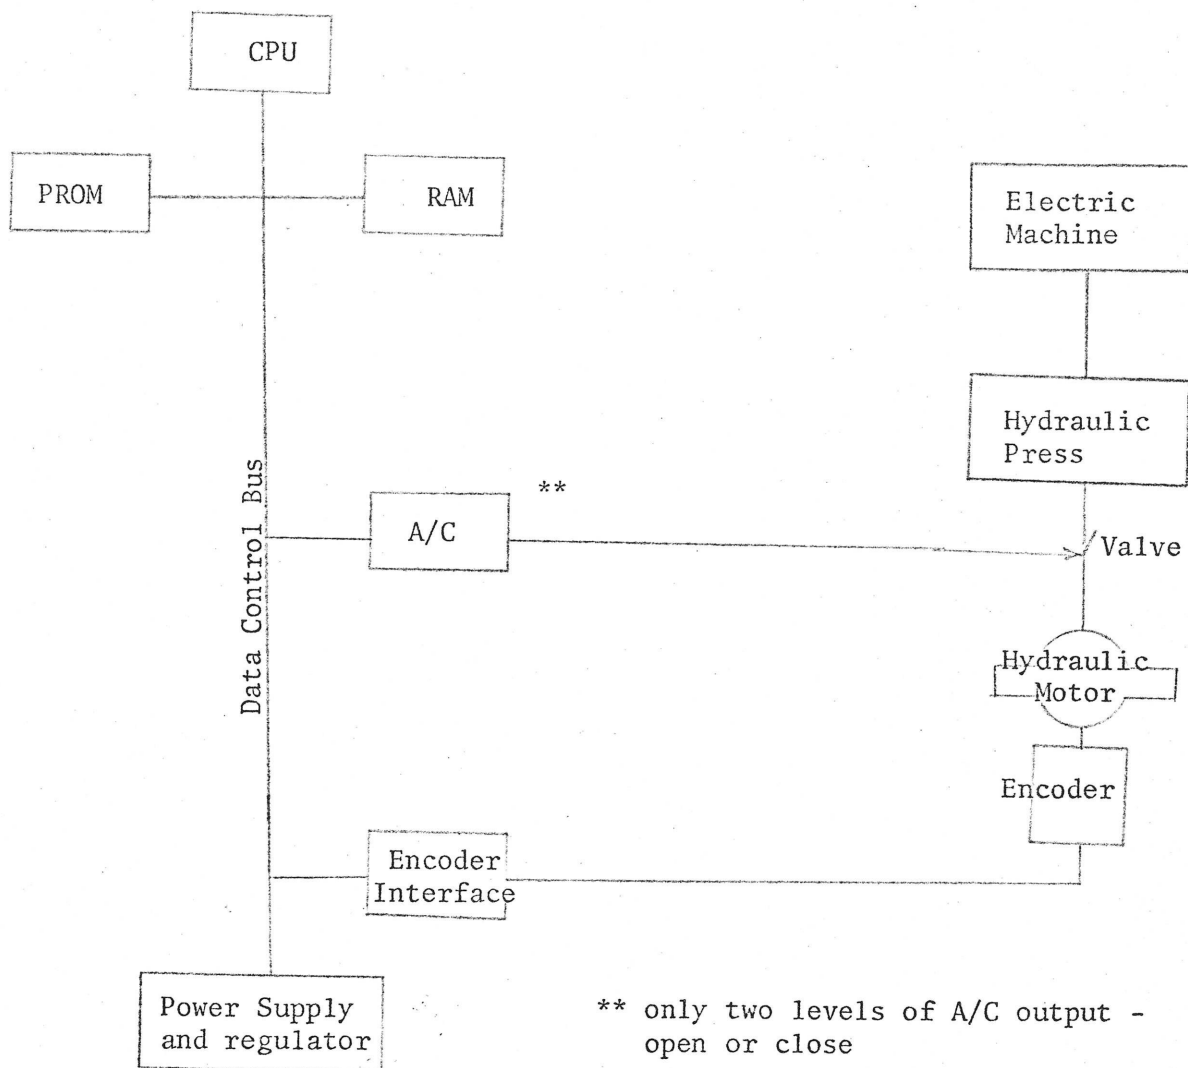 CPU
PROM
RAM
Electric
Machine
Hydraulic
Press
**
A/C
Valve
Data Control Bus
Hydraulic
Motor
Encoder
Encoder
Interface
Power Supply
and regulator
** only two levels of A/C output -
open or close